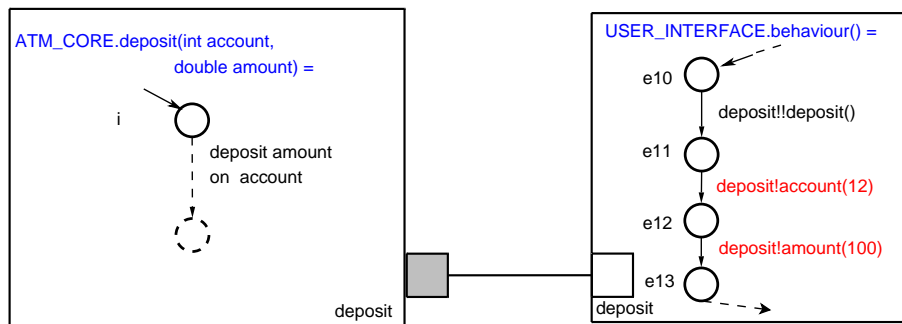 ATM_CORE.deposit(int account,
double amount) =
i
deposit amount
on account
deposit
USER_INTERFACE.behaviour() =
e10
deposit!!deposit()
e11
deposit!account(12)
e12
deposit!amount(100)
e13
deposit